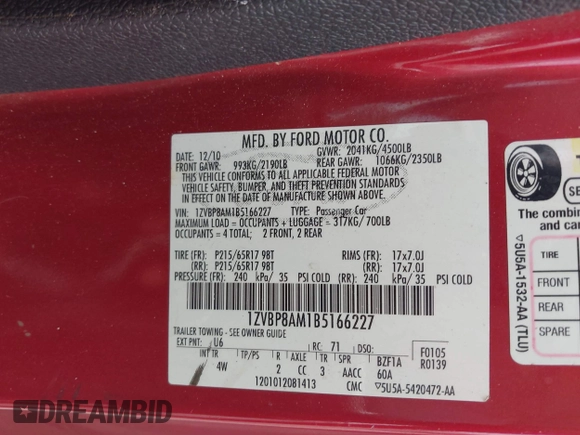 MFD. BY FORD MOTOR CO.
DATE: 12/10 GVWR: 2041KG/4500LB
FRONT GAWR: 993KG/2190LB REAR GAWR: 1066KG/2350LB
THIS VEHICLE CONFORMS TO ALL APPLICABLE FEDERAL MOTOR
VEHICLE SAFETY, BUMPER, AND THEFT PREVENTION STANDARDS
IN EFFECT ON THE DATE OF MANUFACTURE SHOWN ABOVE.
VIN: 1ZVBP8AM1B5166227 TYPE: Passenger Car
MAXIMUM LOAD = OCCUPANTS + LUGGAGE = 317KG/700LB
OCCUPANTS = 4 TOTAL; 2 FRONT, 2 REAR
TIRE (FR): P215/65R17 98T RIMS (FR): 17x7.0J
(RR): P215/65R17 98T (RR): 17x7.0J
PRESSURE (FR): 240 kPa/ 35 PSI COLD (RR): 240 kPa/ 35 PSI COLD
1ZVBP8AM1B5166227
TRAILER TOWING - SEE OWNER GUIDE
EXT PNT: U6 RC: 71 DSO: F0105
INT TR TP/PS R AXLE TR SPR BZF1A R0139
4W 2 CC 3 AACC 60A
1201012081413 CMC 5U5A-5420472-AA
5U5A-1532-AA (TLU)
SE
The combine
and ca
TIRE
FRONT
REAR
SPARE
DREAMBID